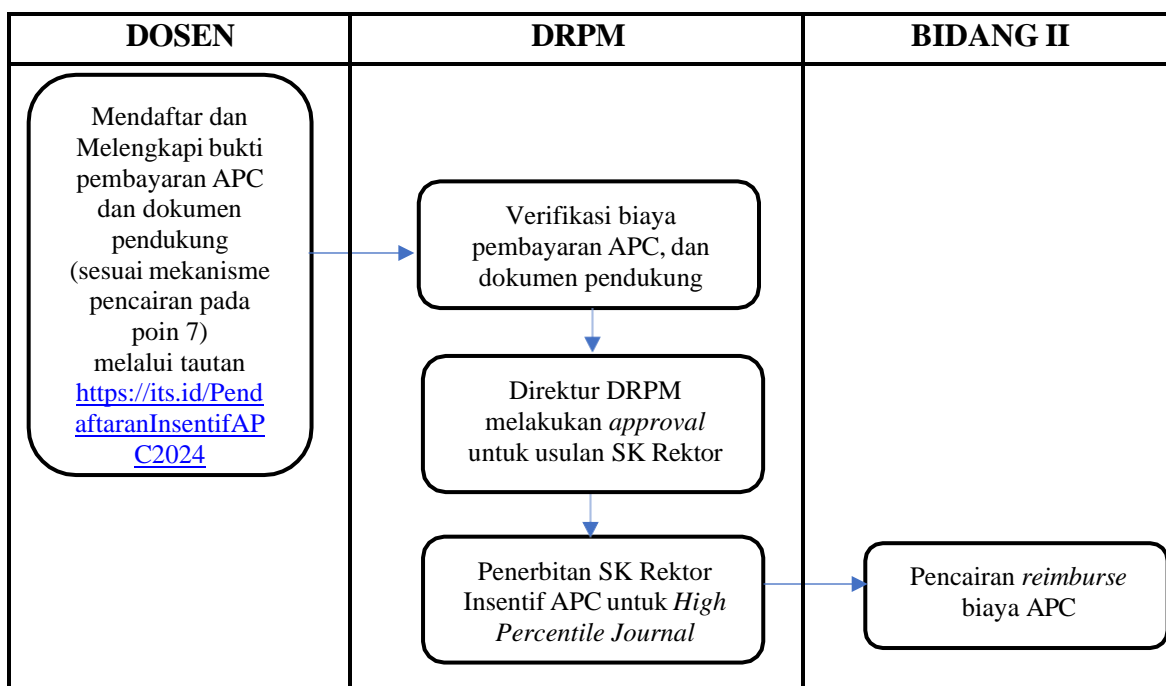 DOSEN
DRPM
BIDANG II
Mendaftar dan
Melengkapi bukti
pembayaran APC
dan dokumen
pendukung
(sesuai mekanisme
pencairan pada
poin 7)
melalui tautan
https://its.id/Pend
aftaranInsentifAP
C2024
Verifikasi biaya
pembayaran APC, dan
dokumen pendukung
Direktur DRPM
melakukan approval
untuk usulan SK Rektor
Penerbitan SK Rektor
Insentif APC untuk High
Percentile Journal
Pencairan reimburse
biaya APC